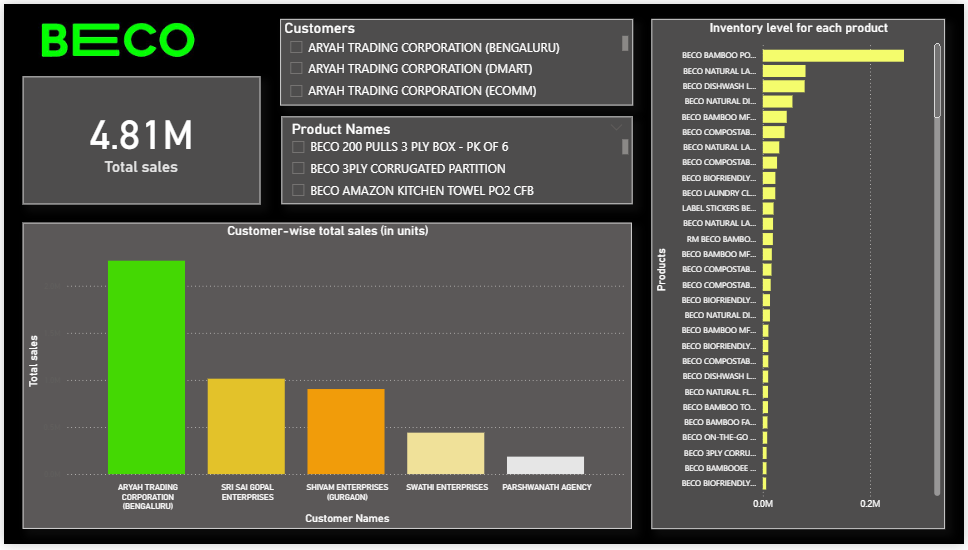 BECO
4.81M
Total sales
Customers
ARYAH TRADING CORPORATION (BENGALURU)
ARYAH TRADING CORPORATION (DMART)
ARYAH TRADING CORPORATION (ECOMM)
Product Names
BECO 200 PULLS 3 PLY BOX - PK OF 6
BECO 3PLY CORRUGATED PARTITION
BECO AMAZON KITCHEN TOWEL PO2 CFB
Customer-wise total sales (in units)
Total sales
ARYAH TRADING
CORPORATION
(BENGALURU)
SRI SAI GOPAL
ENTERPRISES
SHIVAM ENTERPRISES
(GURGAON)
SWATHI ENTERPRISES
PARSHWANATH AGENCY
Customer Names
Inventory level for each product
Products
BECO BAMBOO PO...
BECO NATURAL LA...
BECO DISHWASH L...
BECO NATURAL DI...
BECO BAMBOO MF...
BECO COMPOSTAB...
BECO NATURAL LA...
BECO COMPOSTAB...
BECO BIOFRIENDLY...
BECO LAUNDRY CL...
LABEL STICKERS BE...
BECO NATURAL LA...
RM BECO BAMBO...
BECO BAMBOO MF...
BECO COMPOSTAB...
BECO COMPOSTAB...
BECO BIOFRIENDLY...
BECO NATURAL DI...
BECO BAMBOO MF...
BECO BIOFRIENDLY...
BECO COMPOSTAB...
BECO DISHWASH L...
BECO NATURAL FL...
BECO BAMBOO TO...
BECO BAMBOO FA...
BECO ON-THE-GO ...
BECO 3PLY CORRU...
BECO BAMBOOEE ...
BECO BIOFRIENDLY...
0.0M
0.2M